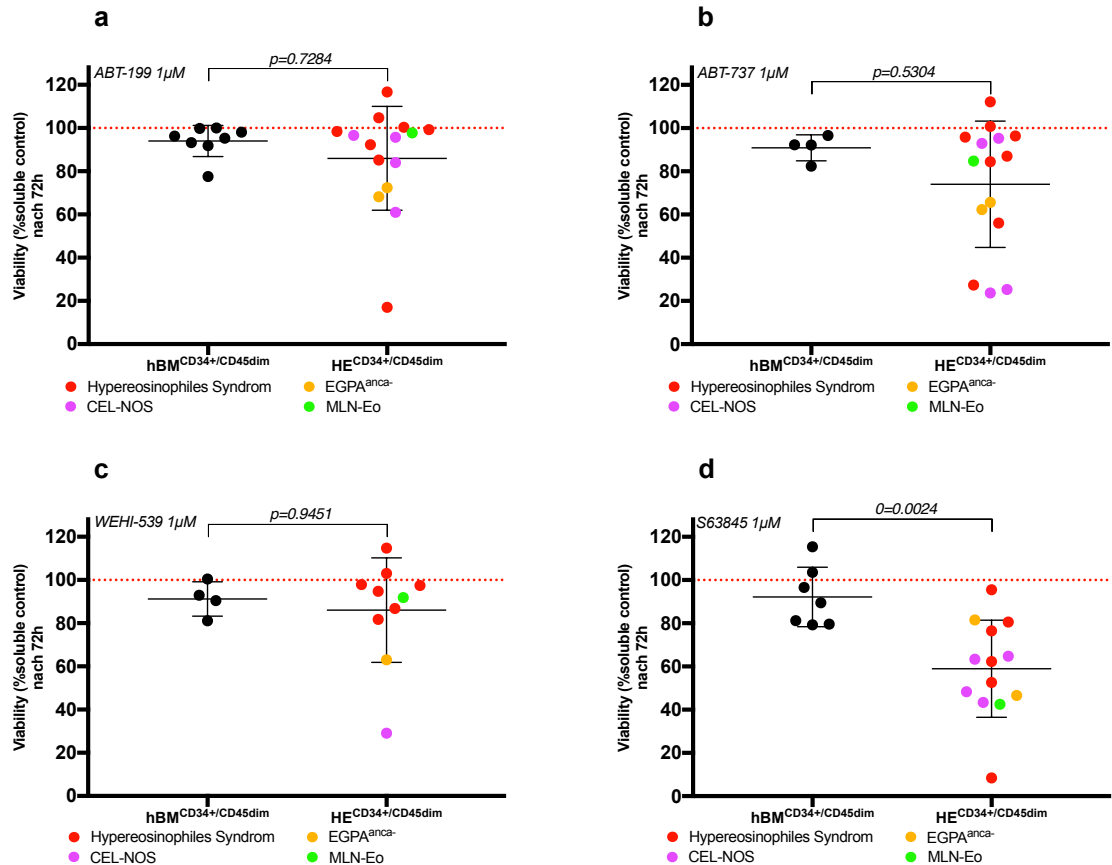 a
ABT-199 1µM
p=0.7284
120
100
80
60
40
20
0
Viability (%soluble control)
nach 72h
hBMCD34+/CD45dim
HECD34+/CD45dim
Hypereosinophiles Syndrom
EGPAanca-
CEL-NOS
MLN-Eo
b
ABT-737 1µM
p=0.5304
120
100
80
60
40
20
0
Viability (%soluble control)
nach 72h
hBMCD34+/CD45dim
HECD34+/CD45dim
Hypereosinophiles Syndrom
EGPAanca-
CEL-NOS
MLN-Eo
c
WEHI-539 1µM
p=0.9451
120
100
80
60
40
20
0
Viability (%soluble control)
nach 72h
hBMCD34+/CD45dim
HECD34+/CD45dim
Hypereosinophiles Syndrom
EGPAanca-
CEL-NOS
MLN-Eo
d
S63845 1µM
0=0.0024
120
100
80
60
40
20
0
Viability (%soluble control)
nach 72h
hBMCD34+/CD45dim
HECD34+/CD45dim
Hypereosinophiles Syndrom
EGPAanca-
CEL-NOS
MLN-Eo